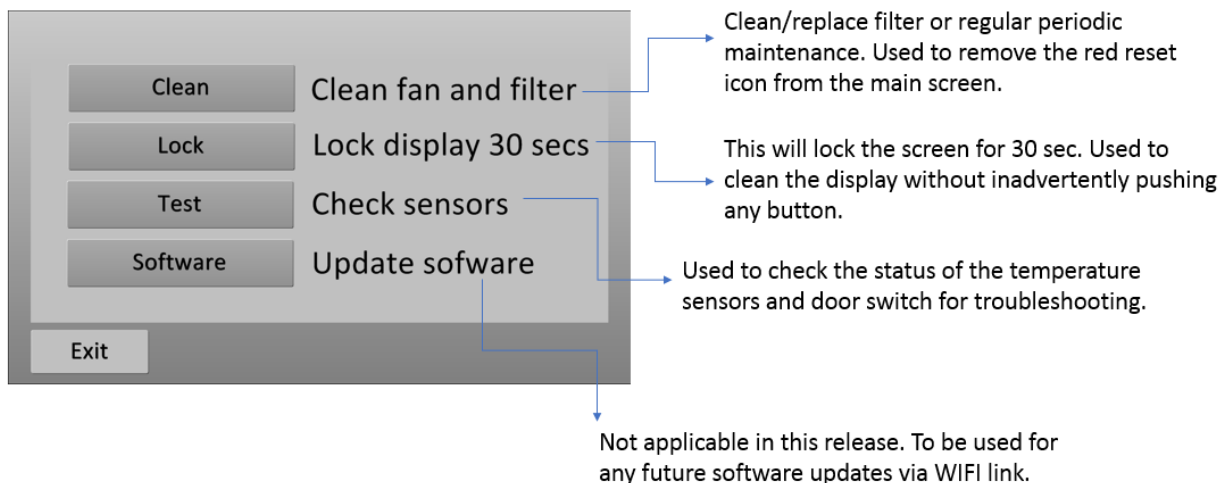 Clean
Clean fan and filter
Clean/replace filter or regular periodic
maintenance. Used to remove the red reset
icon from the main screen.
Lock
Lock display 30 secs
This will lock the screen for 30 sec. Used to
clean the display without inadvertently pushing
any button.
Test
Check sensors
Used to check the status of the temperature
sensors and door switch for troubleshooting.
Software
Update sofware
Not applicable in this release. To be used for
any future software updates via WIFI link.
Exit